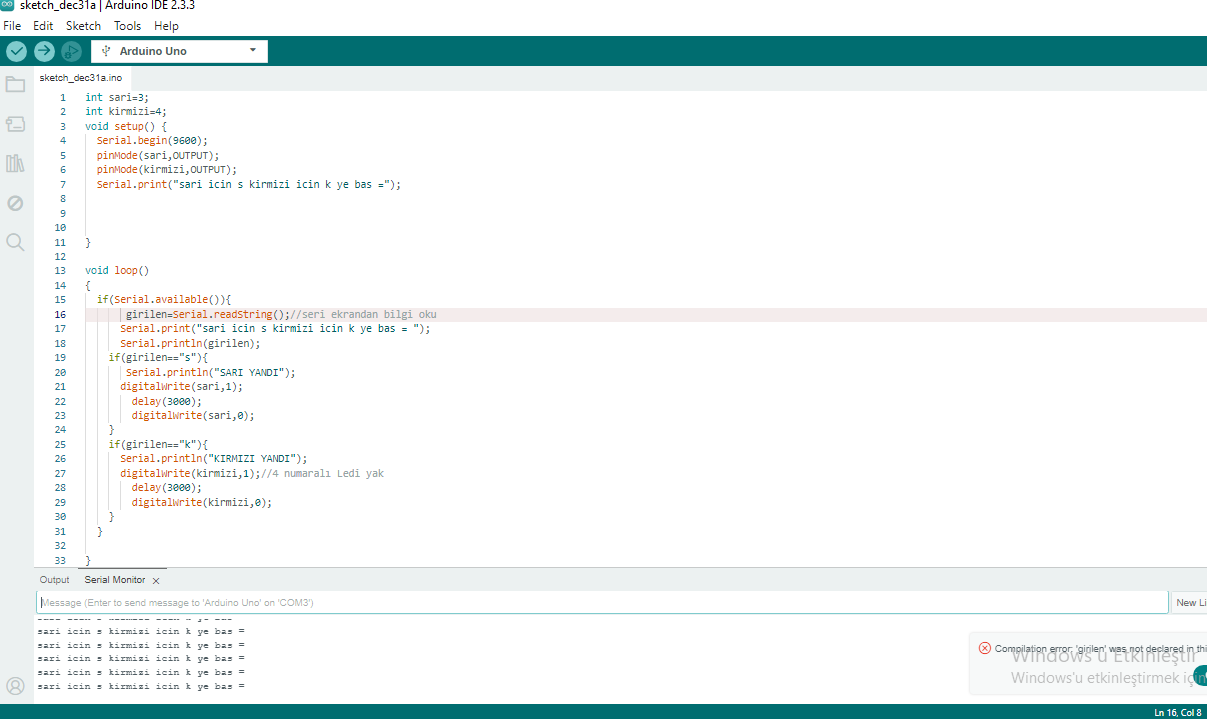 sketch_dec31a | Arduino IDE 2.3.3
File Edit Sketch Tools Help
Arduino Uno
sketch_dec31a.ino
1 int sari=3;
2 int kirmizi=4;
3 void setup() {
4 Serial.begin(9600);
5 pinMode(sari,OUTPUT);
6 pinMode(kirmizi,OUTPUT);
7 Serial.print("sari icin s kirmizi icin k ye bas =");
8
9
10
11 }
12
13 void loop()
14 {
15 if(Serial.available()){
16 girilen=Serial.readString();//seri ekrandan bilgi oku
17 Serial.print("sari icin s kirmizi icin k ye bas = ");
18 Serial.println(girilen);
19 if(girilen=="s"){
20 Serial.println("SARI YANDI");
21 digitalWrite(sari,1);
22 delay(3000);
23 digitalWrite(sari,0);
24 }
25 if(girilen=="k"){
26 Serial.println("KIRMIZI YANDI");
27 digitalWrite(kirmizi,1);//4 numaralı Ledi yak
28 delay(3000);
29 digitalWrite(kirmizi,0);
30 }
31 }
32
33 }
Output Serial Monitor
Message (Enter to send message to 'Arduino Uno' on 'COM3') New Li
sari icin s kirmizi icin k ye bas =
sari icin s kirmizi icin k ye bas =
sari icin s kirmizi icin k ye bas =
sari icin s kirmizi icin k ye bas =
sari icin s kirmizi icin k ye bas =
Compilation error: 'girilen' was not declared in thi
Windows'u Etkinleştir
Windows'u etkinleştirmek için
Ln 16, Col 8